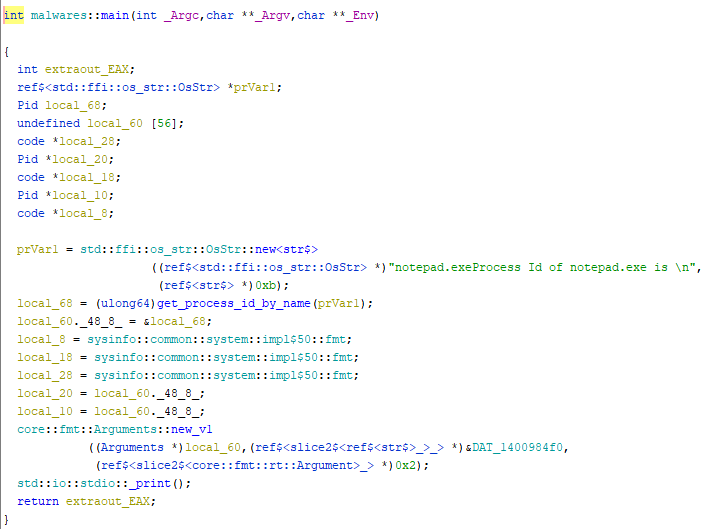 int malwares::main(int _Argc,char **_Argv,char **_Env)
{
int extraout_EAX;
ref$<std::ffi::os_str::OsStr> *prVar1;
Pid local_68;
undefined local_60 [56];
code *local_28;
Pid *local_20;
code *local_18;
Pid *local_10;
code *local_8;
prVar1 = std::ffi::os_str::OsStr::new<str$>
((ref$<std::ffi::os_str::OsStr> *)"notepad.exeProcess Id of notepad.exe is \n",
(ref$<str$> *)0xb);
local_68 = (ulong64)get_process_id_by_name(prVar1);
local_60._48_8_ = &local_68;
local_8 = sysinfo::common::system::impl$50::fmt;
local_18 = sysinfo::common::system::impl$50::fmt;
local_28 = sysinfo::common::system::impl$50::fmt;
local_20 = local_60._48_8_;
local_10 = local_60._48_8_;
core::fmt::Arguments::new_v1
((Arguments *)local_60,(ref$<slice2$<ref$<str$>_>_> *)&DAT_1400984f0,
(ref$<slice2$<core::fmt::rt::Argument>_> *)0x2);
std::io::stdio::_print();
return extraout_EAX;
}